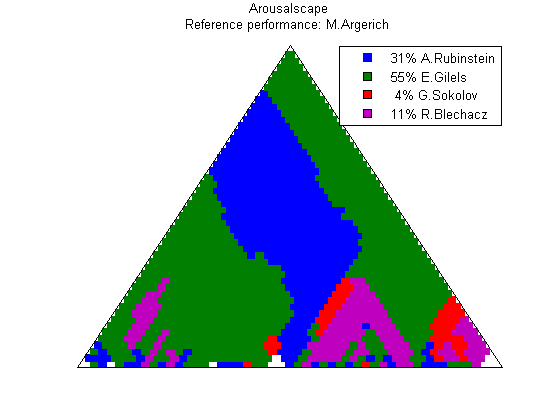 Arousalscape
Reference performance: M.Argerich
31% A.Rubinstein
55% E.Gilels
4% G.Sokolov
11% R.Blechacz